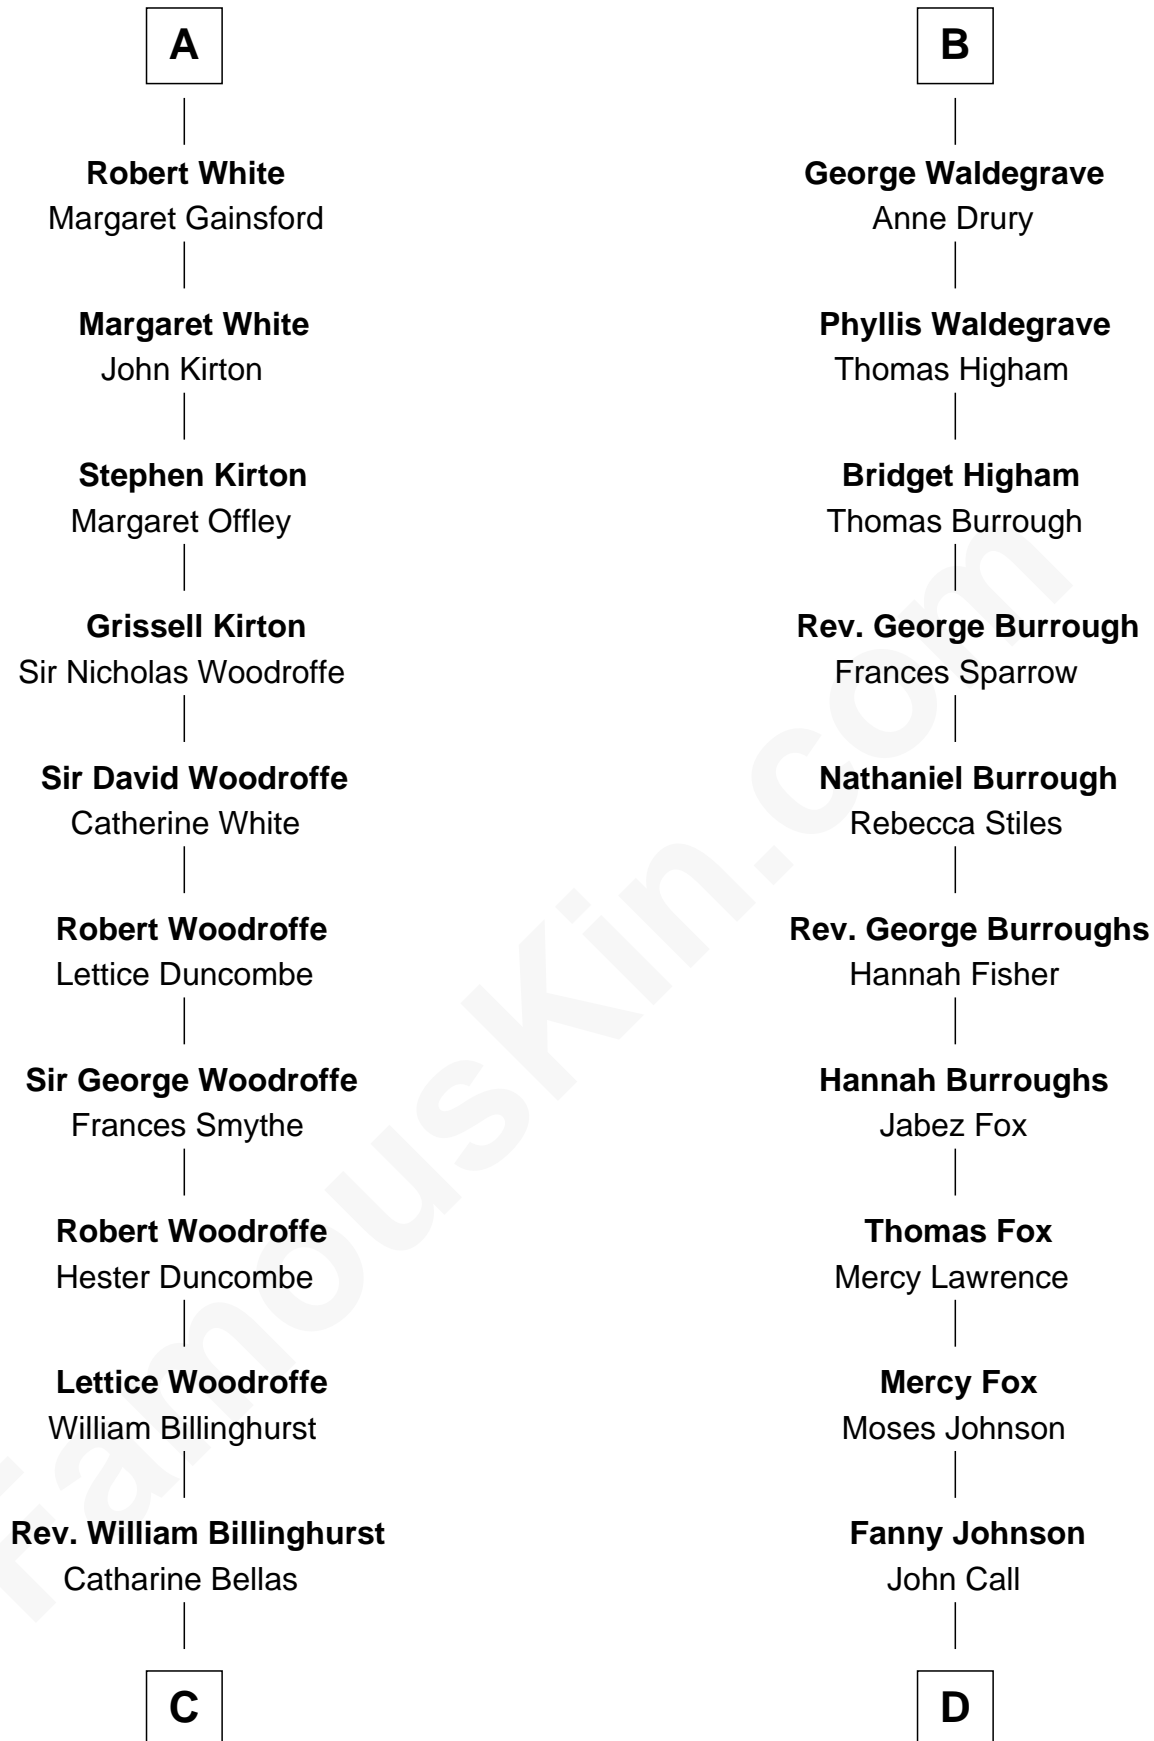 A
Robert White
Margaret Gainsford
Margaret White
John Kirton
Stephen Kirton
Margaret Offley
Grissell Kirton
Sir Nicholas Woodroffe
Sir David Woodroffe
Catherine White
Robert Woodroffe
Lettice Duncombe
Sir George Woodroffe
Frances Smythe
Robert Woodroffe
Hester Duncombe
Lettice Woodroffe
William Billinghurst
Rev. William Billinghurst
Catharine Bellas
C
B
George Waldegrave
Anne Drury
Phyllis Waldegrave
Thomas Higham
Bridget Higham
Thomas Burrough
Rev. George Burrough
Frances Sparrow
Nathaniel Burrough
Rebecca Stiles
Rev. George Burroughs
Hannah Fisher
Hannah Burroughs
Jabez Fox
Thomas Fox
Mercy Lawrence
Mercy Fox
Moses Johnson
Fanny Johnson
John Call
D
FamousKin.com